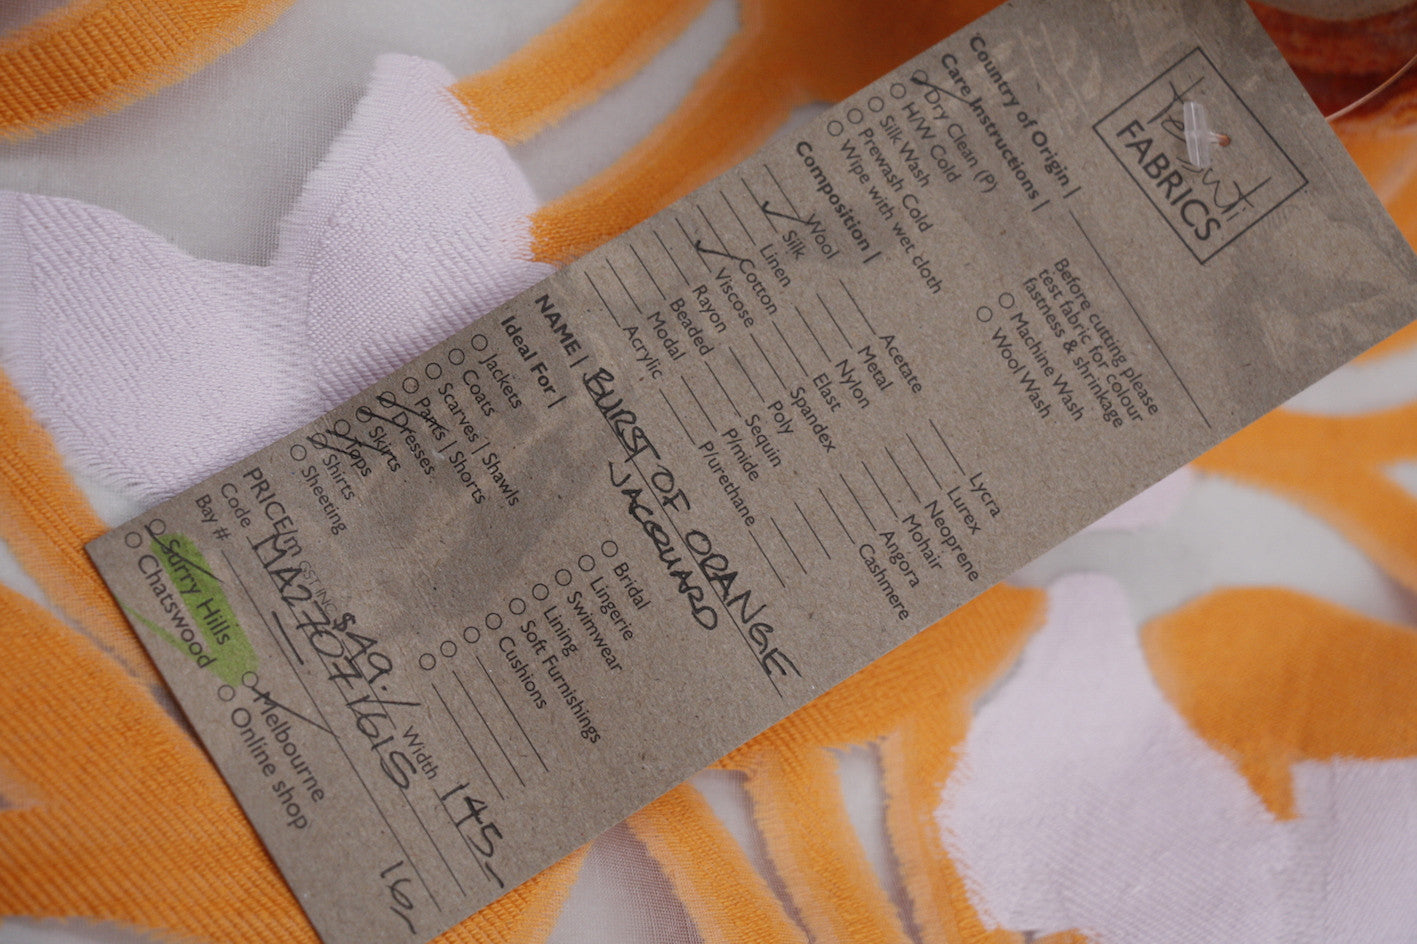 FABRICS
Country of Origin |
Care Instructions |
Dry Clean (P)
H/W Cold
Silk Wash
Prewash Cold
Wipe with wet cloth
Before cutting please
test fabric for colour
fastness & shrinkage
Machine Wash
Wool Wash
Composition |
Wool
Silk
Linen
Cotton
Viscose
Rayon
Beaded
Modal
Acrylic
Acetate
Metal
Nylon
Elast
Spandex
Poly
Sequin
P/mide
P/urethane
Lycra
Lurex
Neoprene
Mohair
Angora
Cashmere
NAME | BURST OF ORANGE
JACQUARD
Ideal For |
Jackets
Coats
Scarves | Shawls
Pants | Shorts
Dresses
Skirts
Tops
Shirts
Sheeting
Bridal
Lingerie
Swimwear
Lining
Soft Furnishings
Cushions
PRICE/m GST INC $49./ Width 145
Code MA27071615
Bay # 16
Surry Hills
Chatswood
Melbourne
Online shop